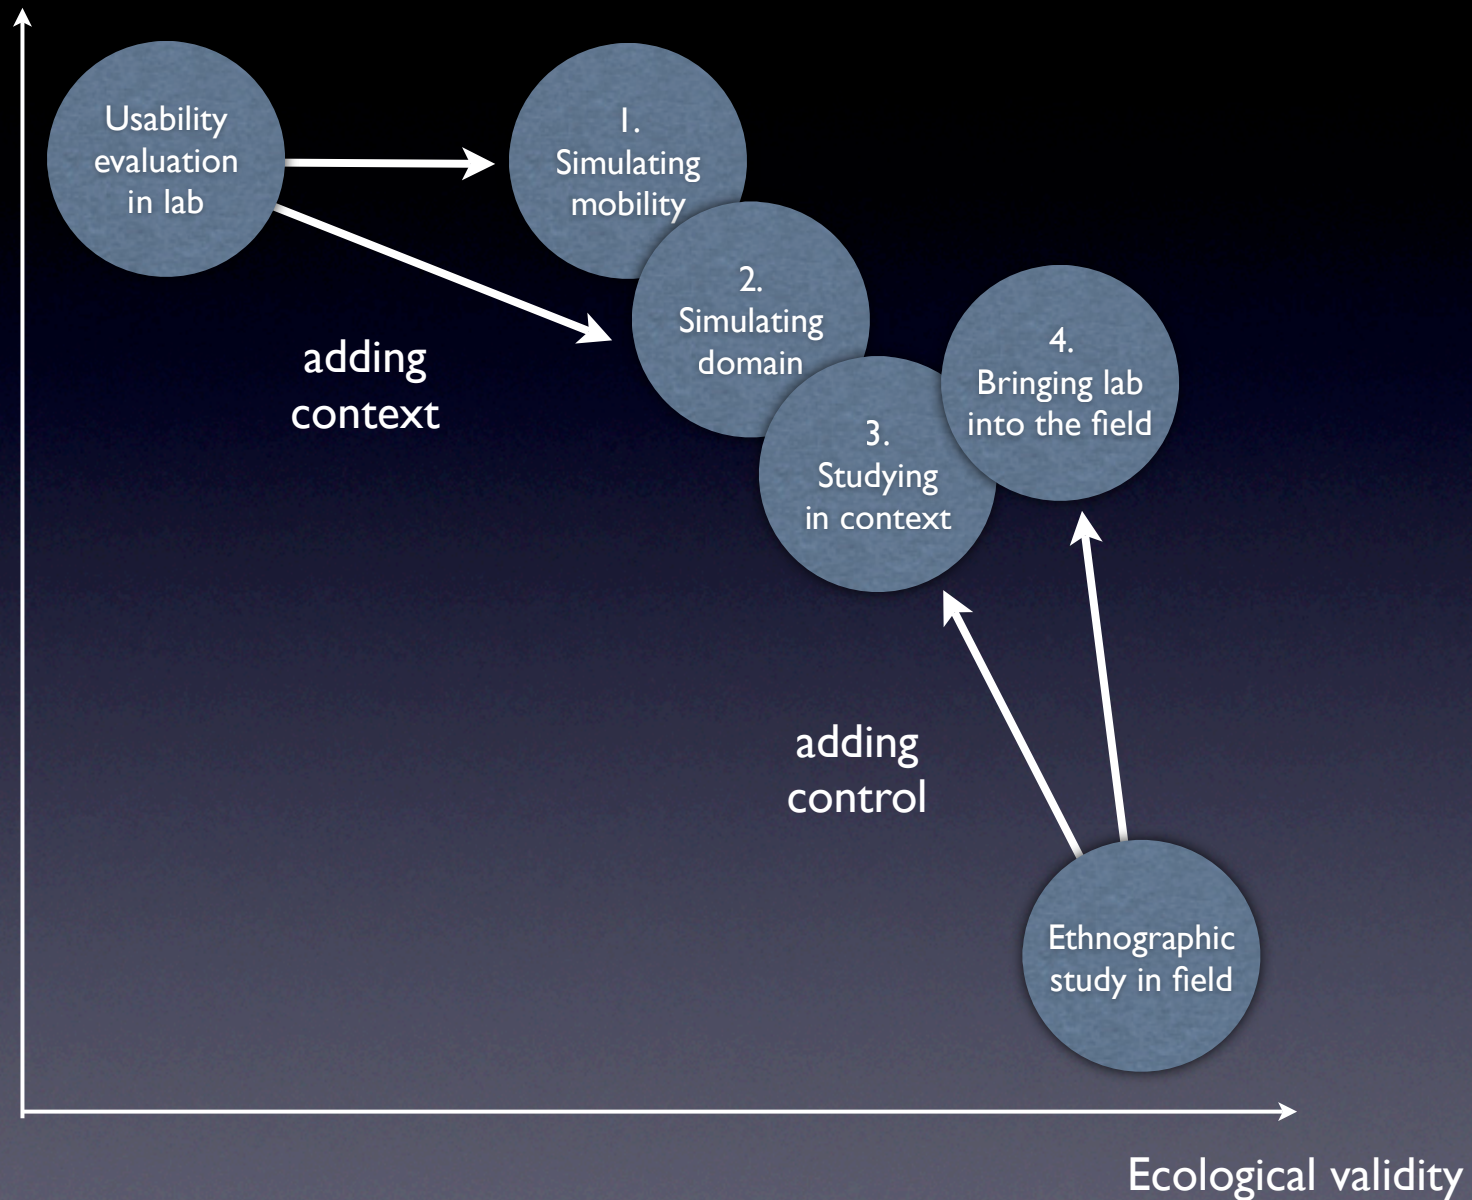 Usability
evaluation
in lab
1.
Simulating
mobility
2.
Simulating
domain
adding
context
3.
Studying
in context
4.
Bringing lab
into the field
adding
control
Ethnographic
study in field
Ecological validity